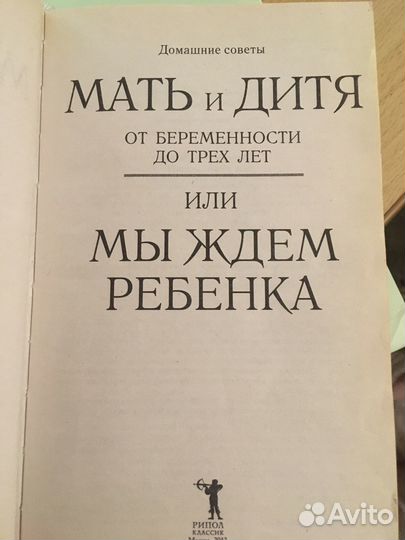 Домашние советы
МАТЬ и ДИТЯ
ОТ БЕРЕМЕННОСТИ
ДО ТРЕХ ЛЕТ
ИЛИ
МЫ ЖДЕМ
РЕБЕНКА
РИПОЛ
КЛАССИК
Avito